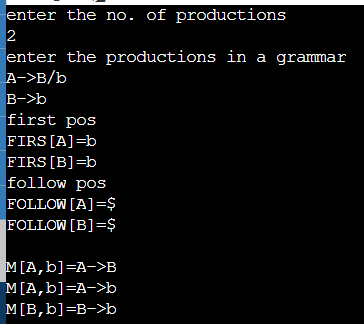 enter the no. of productions
2
enter the productions in a grammar
A->B/b
B->b
first pos
FIRS[A]=b
FIRS[B]=b
follow pos
FOLLOW[A]=$
FOLLOW[B]=$
M[A,b]=A->B
M[A,b]=A->b
M[B,b]=B->b